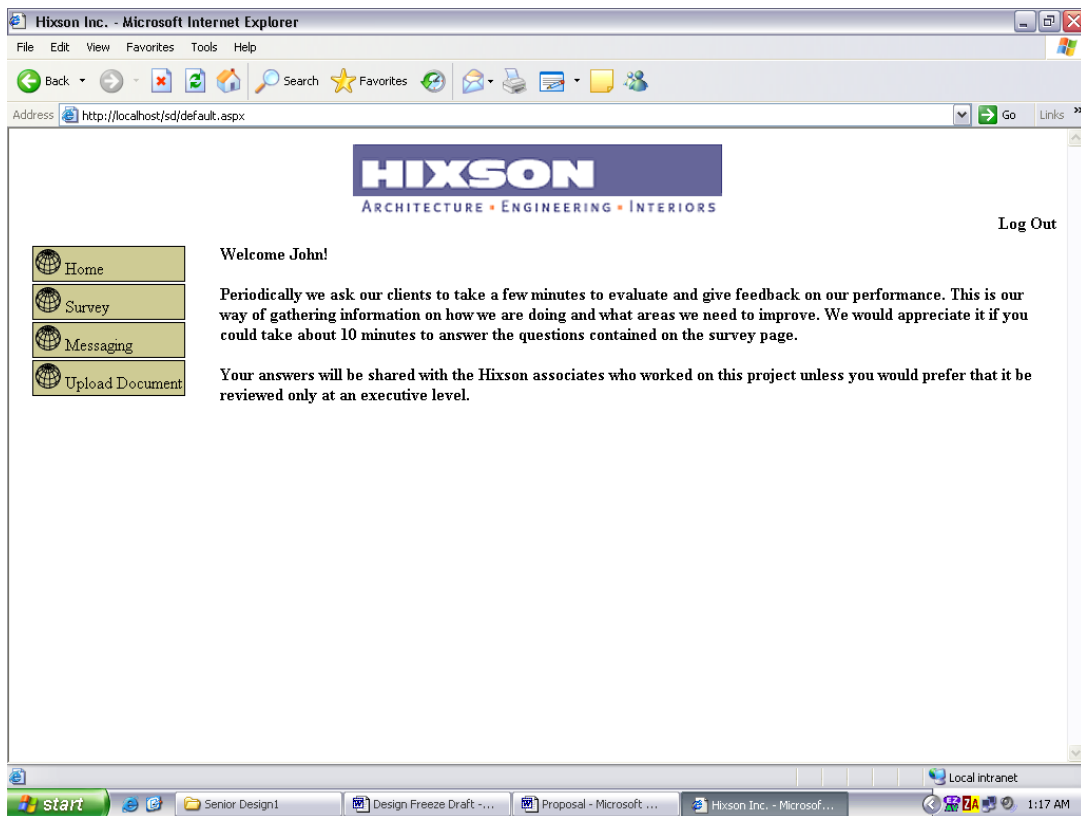 Hixson Inc. - Microsoft Internet Explorer
File Edit View Favorites Tools Help
Back Search Favorites
Address http://localhost/sd/default.aspx Go Links »
HIXSON
ARCHITECTURE • ENGINEERING • INTERIORS
Log Out
Home
Survey
Messaging
Upload Document
Welcome John!
Periodically we ask our clients to take a few minutes to evaluate and give feedback on our performance. This is our
way of gathering information on how we are doing and what areas we need to improve. We would appreciate it if you
could take about 10 minutes to answer the questions contained on the survey page.
Your answers will be shared with the Hixson associates who worked on this project unless you would prefer that it be
reviewed only at an executive level.
Local intranet
start Senior Design1 Design Freeze Draft -... Proposal - Microsoft ... Hixson Inc. - Microsof... ZA 1:17 AM